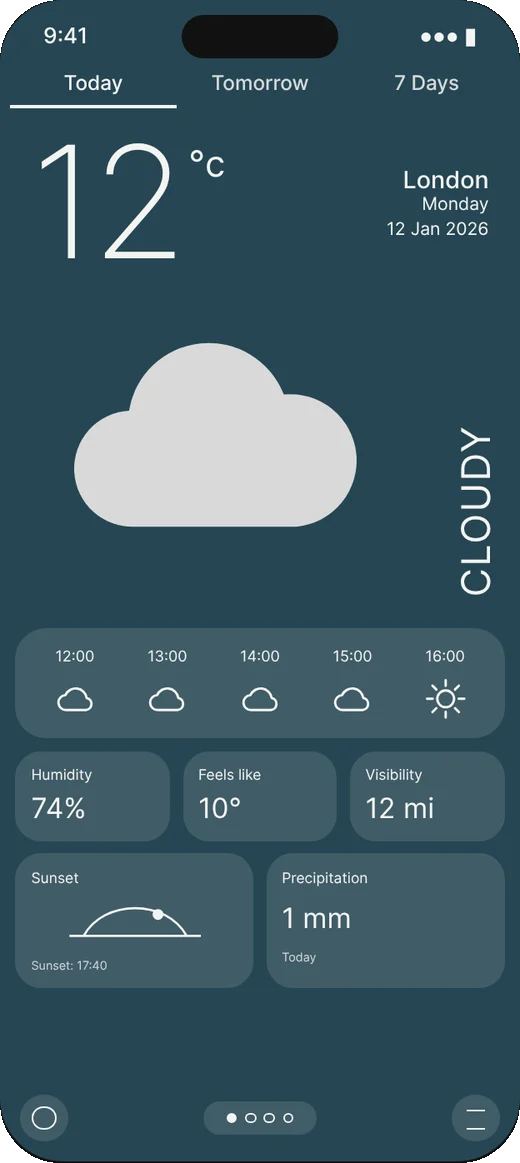 9:41
Today Tomorrow 7 Days
12 °C
London
Monday
12 Jan 2026
CLOUDY
12:00 13:00 14:00 15:00 16:00
Humidity Feels like Visibility
74% 10° 12 mi
Sunset Precipitation
1 mm
Sunset: 17:40 Today